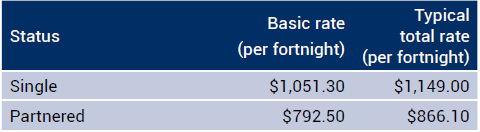 Status Basic rate (per fortnight) Typical total rate (per fortnight)
Single $1,051.30 $1,149.00
Partnered $792.50 $866.10